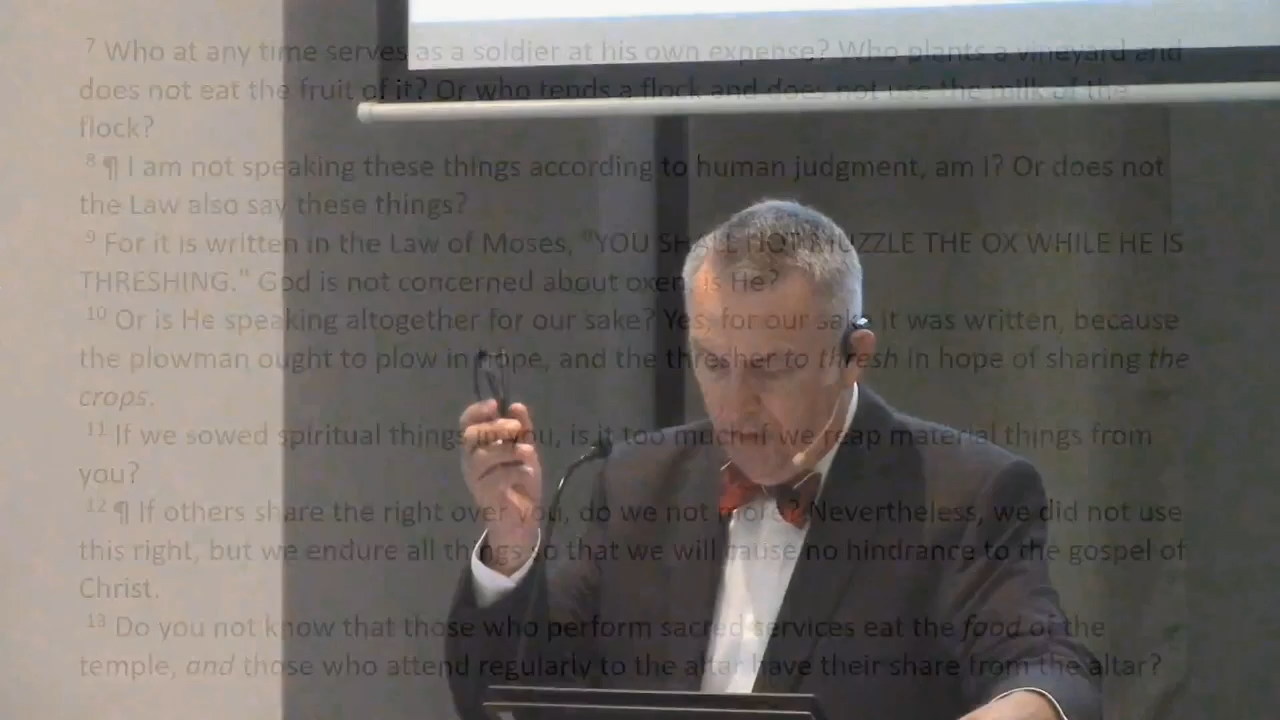 7 Who at any time serves as a soldier at his own expense? Who plants a vineyard and
does not eat the fruit of it? Or who tends a flock and does not use the milk of the
flock?
8 ¶ I am not speaking these things according to human judgment, am I? Or does not
the Law also say these things?
9 For it is written in the Law of Moses, "YOU SHALL NOT MUZZLE THE OX WHILE HE IS
THRESHING." God is not concerned about oxen, is He?
10 Or is He speaking altogether for our sake? Yes, for our sake it was written, because
the plowman ought to plow in hope, and the thresher to thresh in hope of sharing the
crops.
11 If we sowed spiritual things in you, is it too much if we reap material things from
you?
12 ¶ If others share the right over you, do we not more? Nevertheless, we did not use
this right, but we endure all things so that we will cause no hindrance to the gospel of
Christ.
13 Do you not know that those who perform sacred services eat the food of the
temple, and those who attend regularly to the altar have their share from the altar?